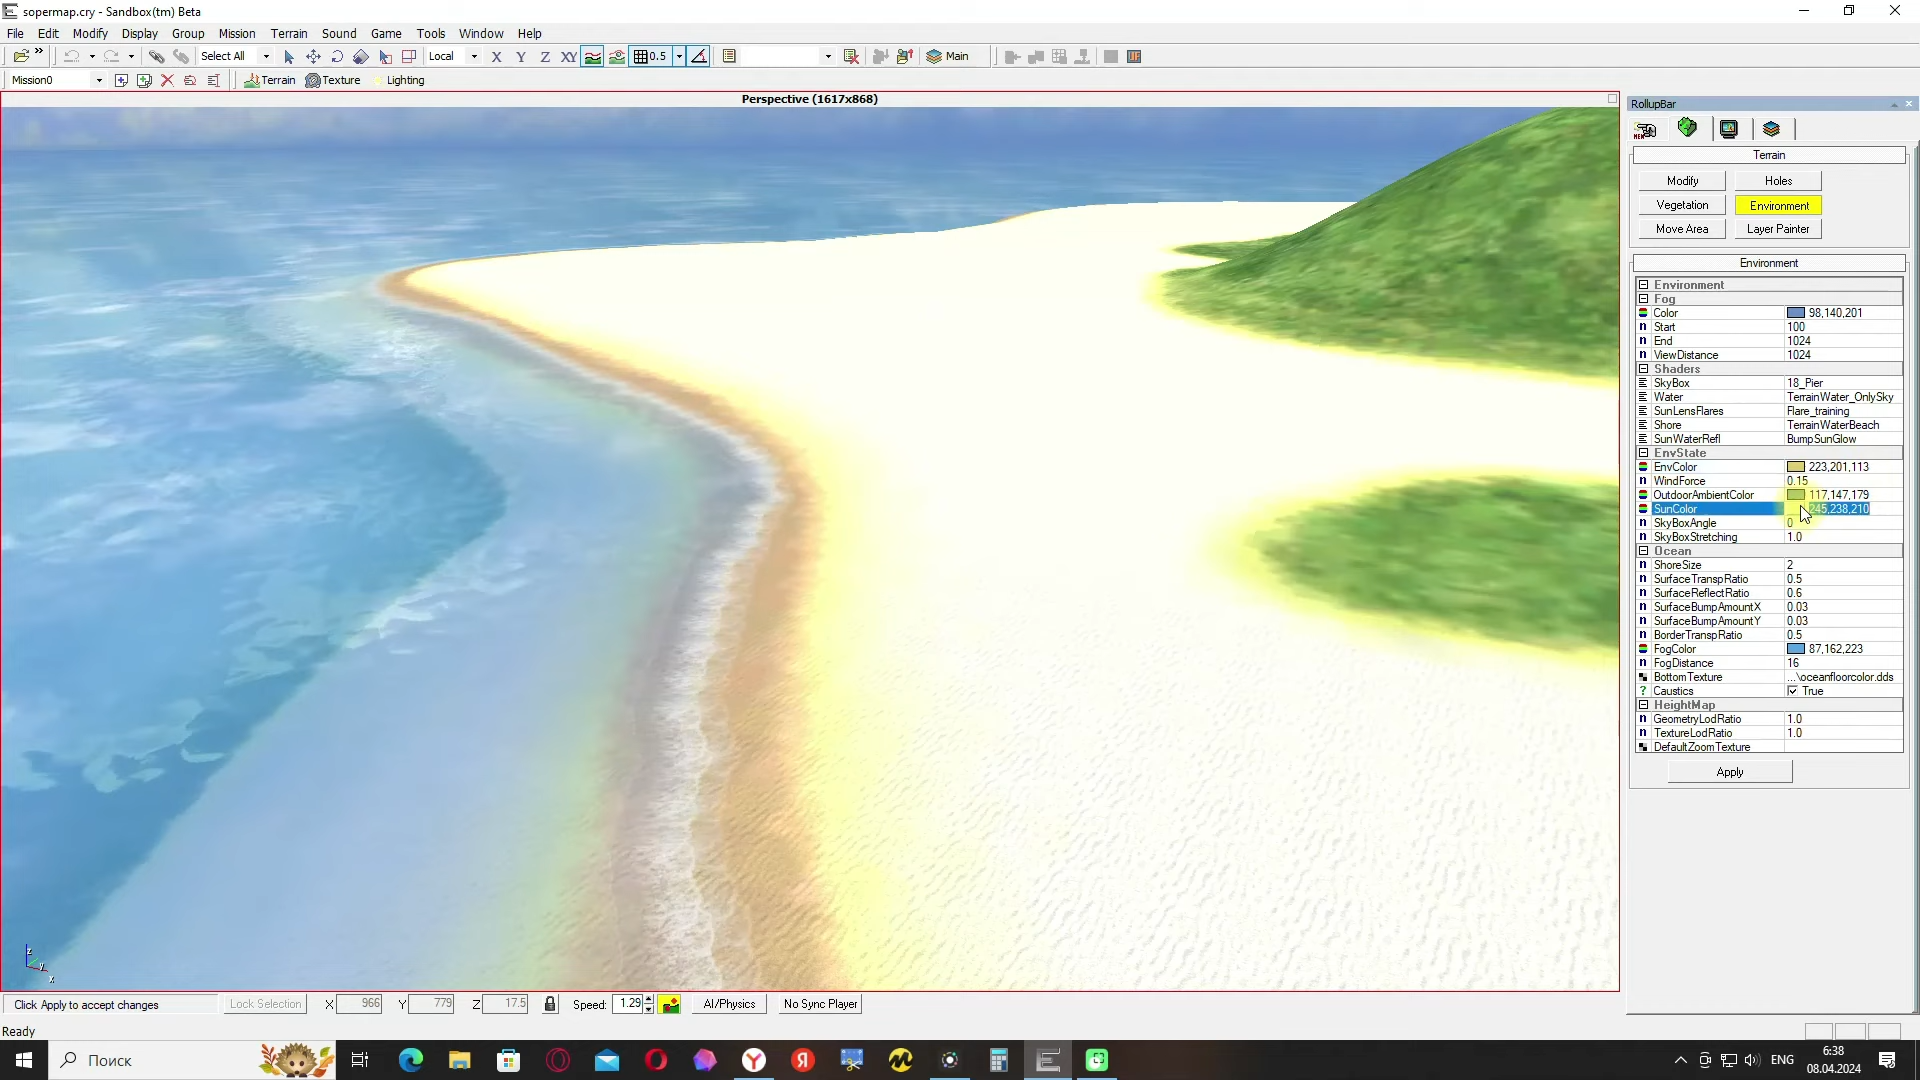 sopermap.cry - Sandbox(tm) Beta
File Edit Modify Display Group Mission Terrain Sound Game Tools Window Help
Select All Local X Y Z XY 0.5 Main
Mission0 Terrain Texture Lighting
Perspective (1617x868)
RollupBar
NEW
Terrain
Modify Holes
Vegetation Environment
Move Area Layer Painter
Environment
Environment
Fog
Color 98,140,201
Start 100
End 1024
ViewDistance 1024
Shaders
SkyBox 18_Pier
Water TerrainWater_OnlySky
SunLensFlares Flare_training
Shore TerrainWaterBeach
SunWaterRefl BumpSunGlow
EnvState
EnvColor 223,201,113
WindForce 0.15
OutdoorAmbientColor 117,147,179
SunColor 245,238,210
SkyBoxAngle 0
SkyBoxStretching 1.0
Ocean
ShoreSize 2
SurfaceTranspRatio 0.5
SurfaceReflectRatio 0.6
SurfaceBumpAmountX 0.03
SurfaceBumpAmountY 0.03
BorderTranspRatio 0.5
FogColor 87,162,223
FogDistance 16
BottomTexture ...\oceanfloorcolor.dds
Caustics True
HeightMap
GeometryLodRatio 1.0
TextureLodRatio 1.0
DefaultZoomTexture
Apply
z
y
x
Click Apply to accept changes Lock Selection X 966 Y 779 Z 17.5 Speed: 1.29 AI/Physics No Sync Player
Ready
Поиск ENG 6:38
08.04.2024